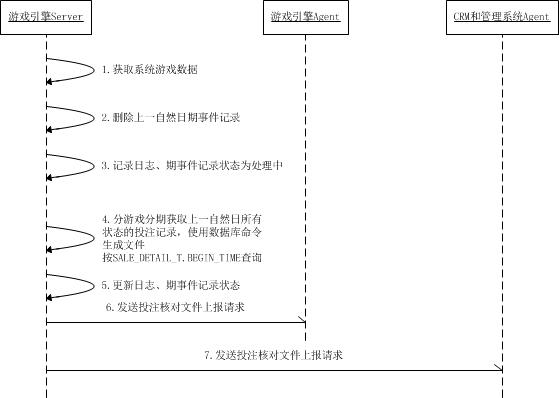 游戏引擎Server
游戏引擎Agent
CRM和管理系统Agent
1.获取系统游戏数据
2.删除上一自然日期事件记录
3.记录日志、期事件记录状态为处理中
4.分游戏分期获取上一自然日所有
状态的投注记录，使用数据库命令
生成文件
按SALE_DETAIL_T.BEGIN_TIME查询
5.更新日志、期事件记录状态
6.发送投注核对文件上报请求
7.发送投注核对文件上报请求